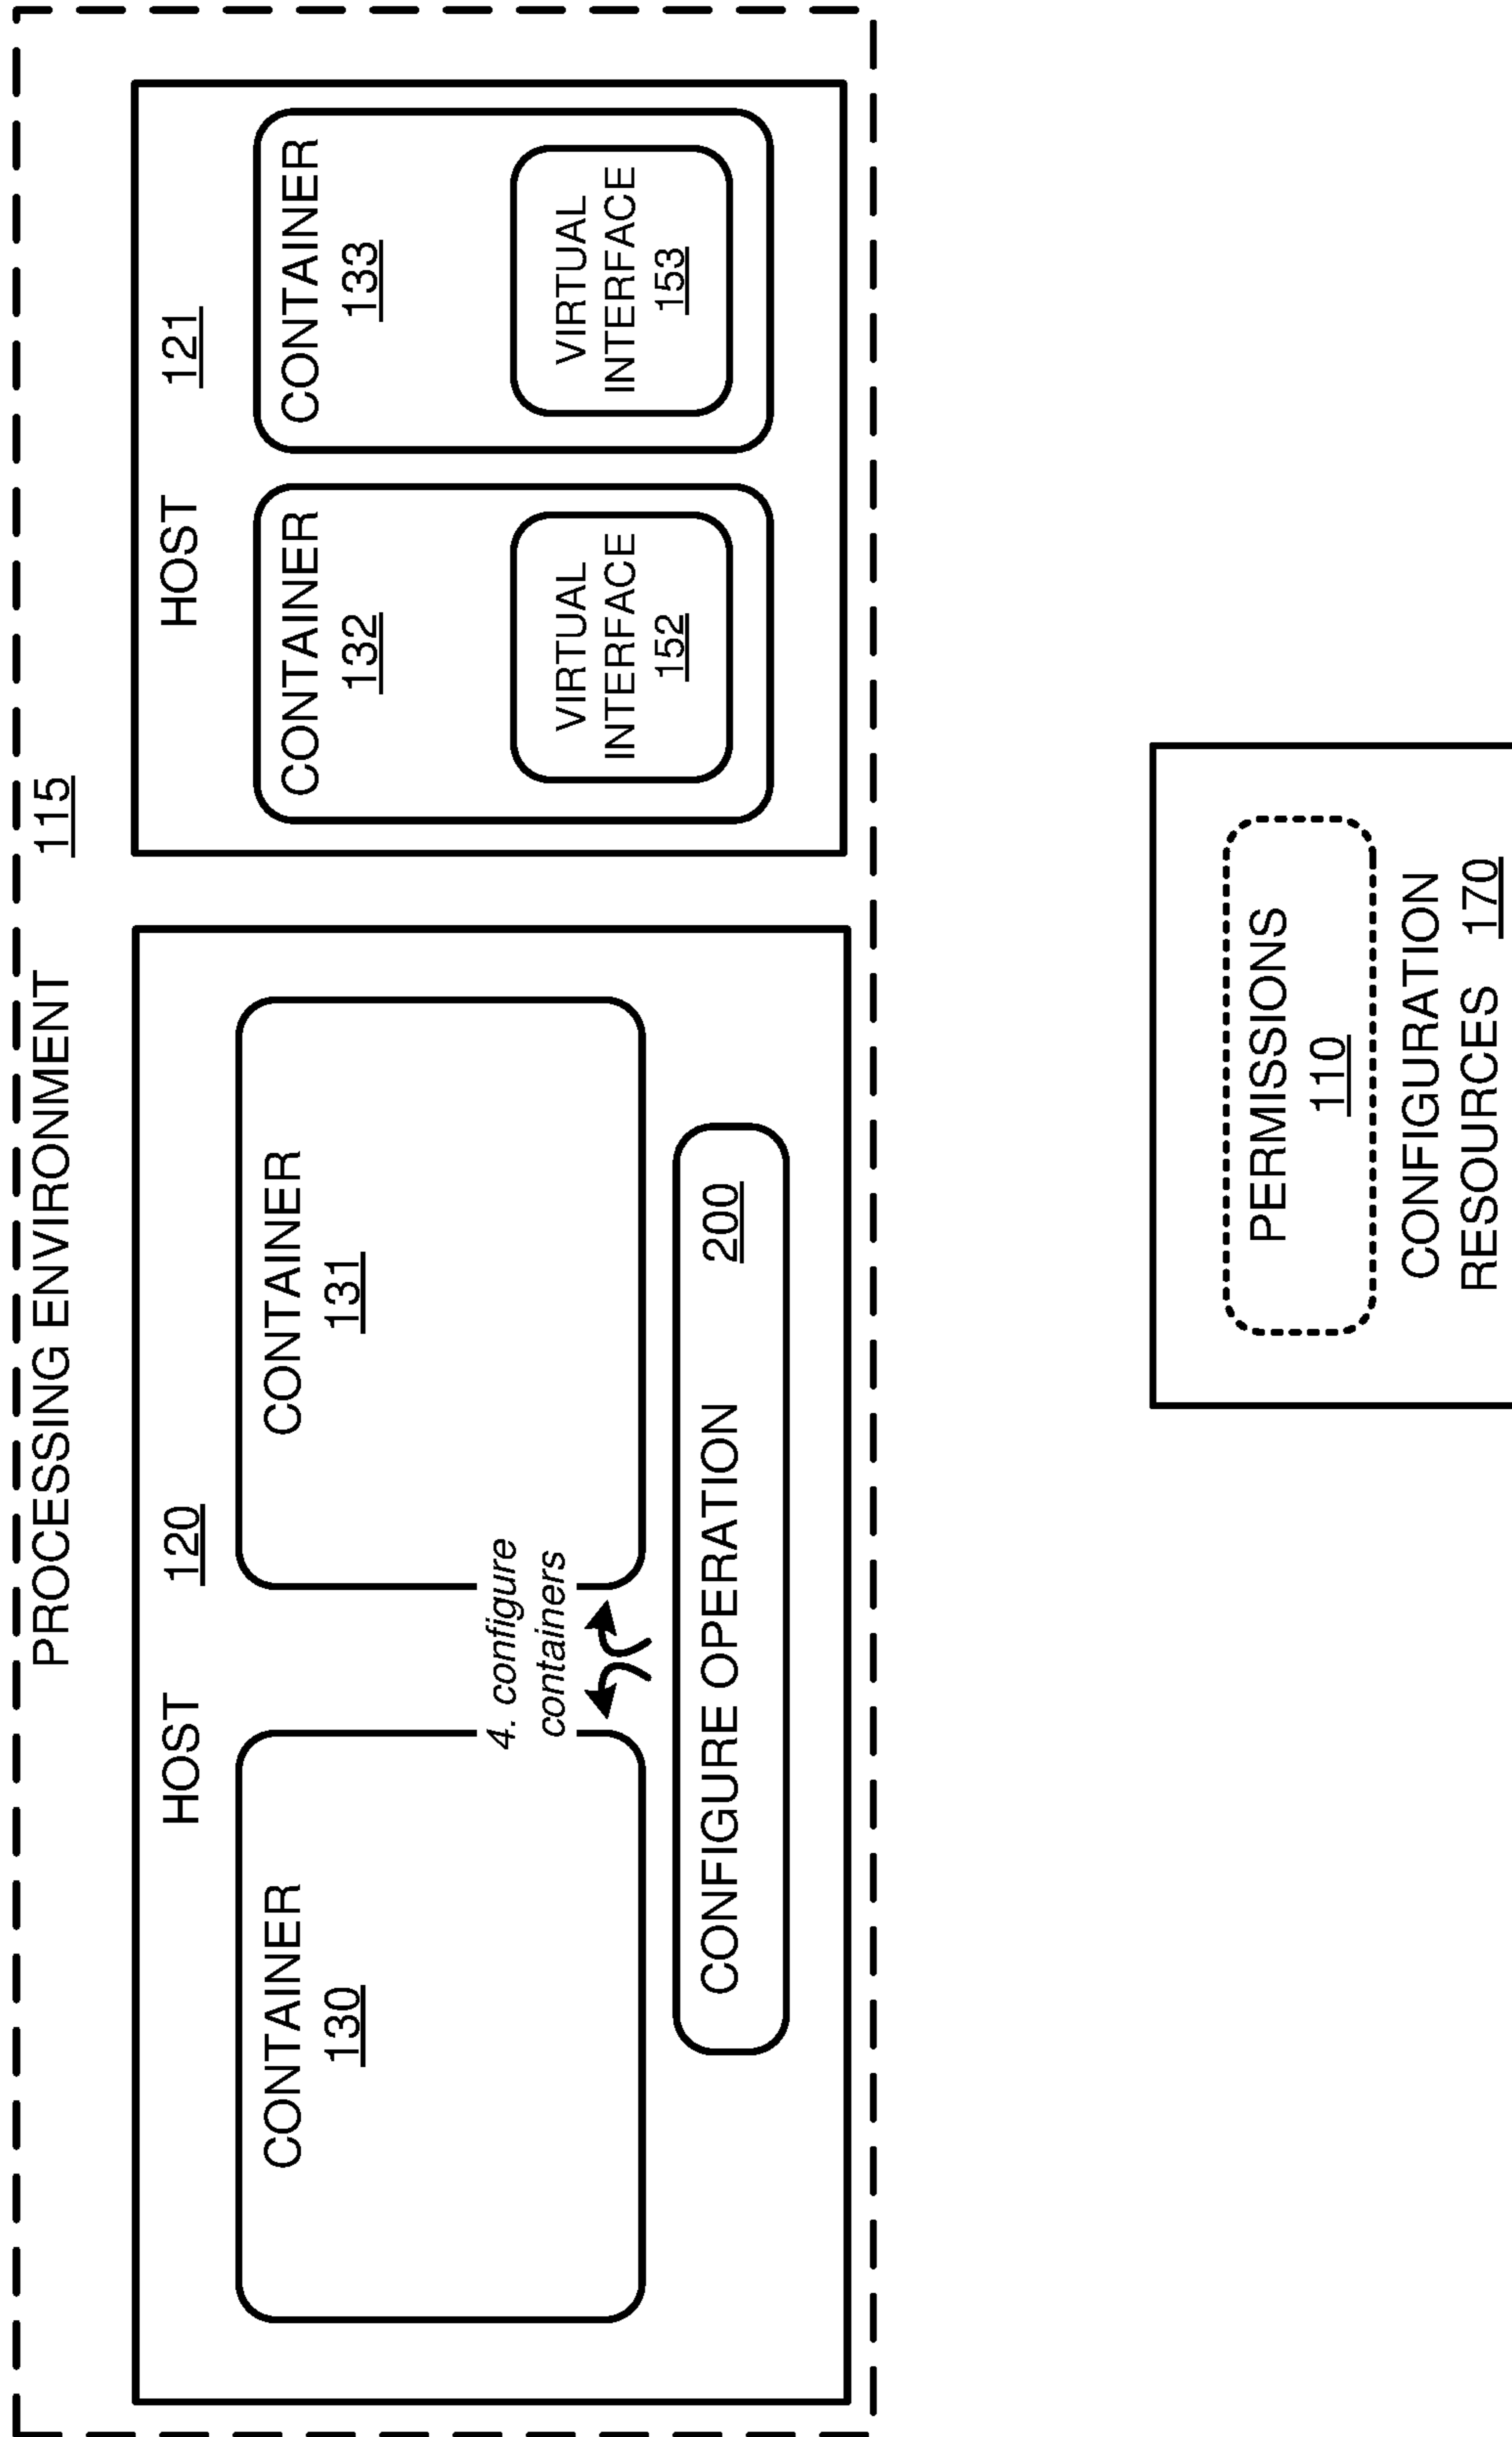 PROCESSING ENVIRONMENT 115
HOST 120
CONTAINER
130
CONTAINER
131
4. configure
containers
CONFIGURE OPERATION 200
HOST 121
CONTAINER
132
VIRTUAL
INTERFACE
152
CONTAINER
133
VIRTUAL
INTERFACE
153
PERMISSIONS
110
CONFIGURATION
RESOURCES 170